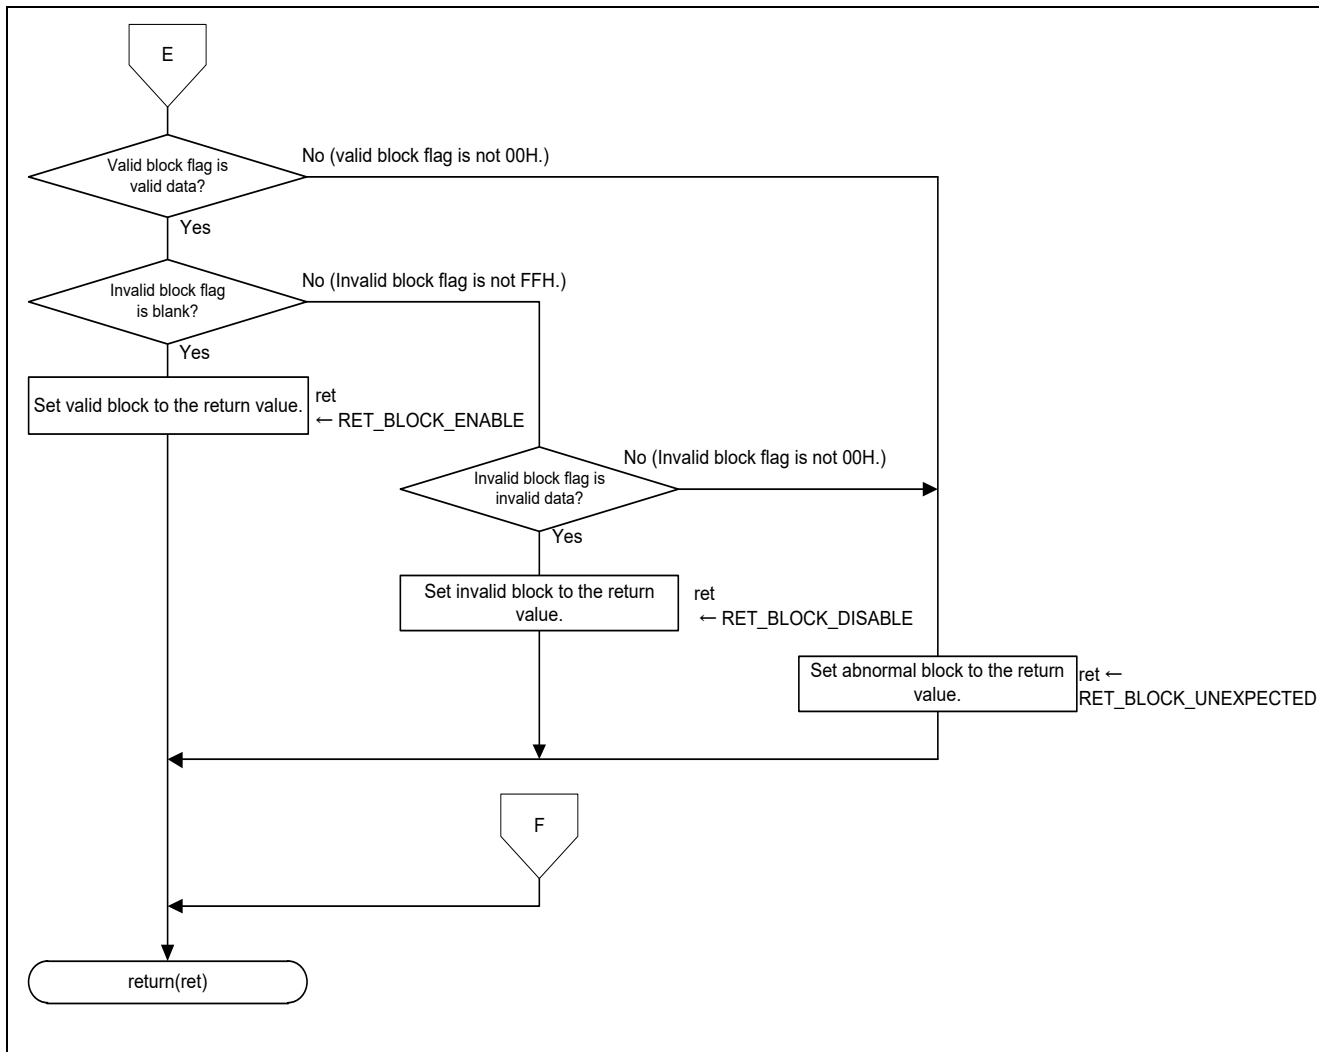 E
Valid block flag is
valid data?
No (valid block flag is not 00H.)
Yes
Invalid block flag
is blank?
No (Invalid block flag is not FFH.)
Yes
Set valid block to the return value.
ret
← RET_BLOCK_ENABLE
Invalid block flag is
invalid data?
No (Invalid block flag is not 00H.)
Yes
Set invalid block to the return
value.
ret
← RET_BLOCK_DISABLE
Set abnormal block to the return
value.
ret ←
RET_BLOCK_UNEXPECTED
F
return(ret)